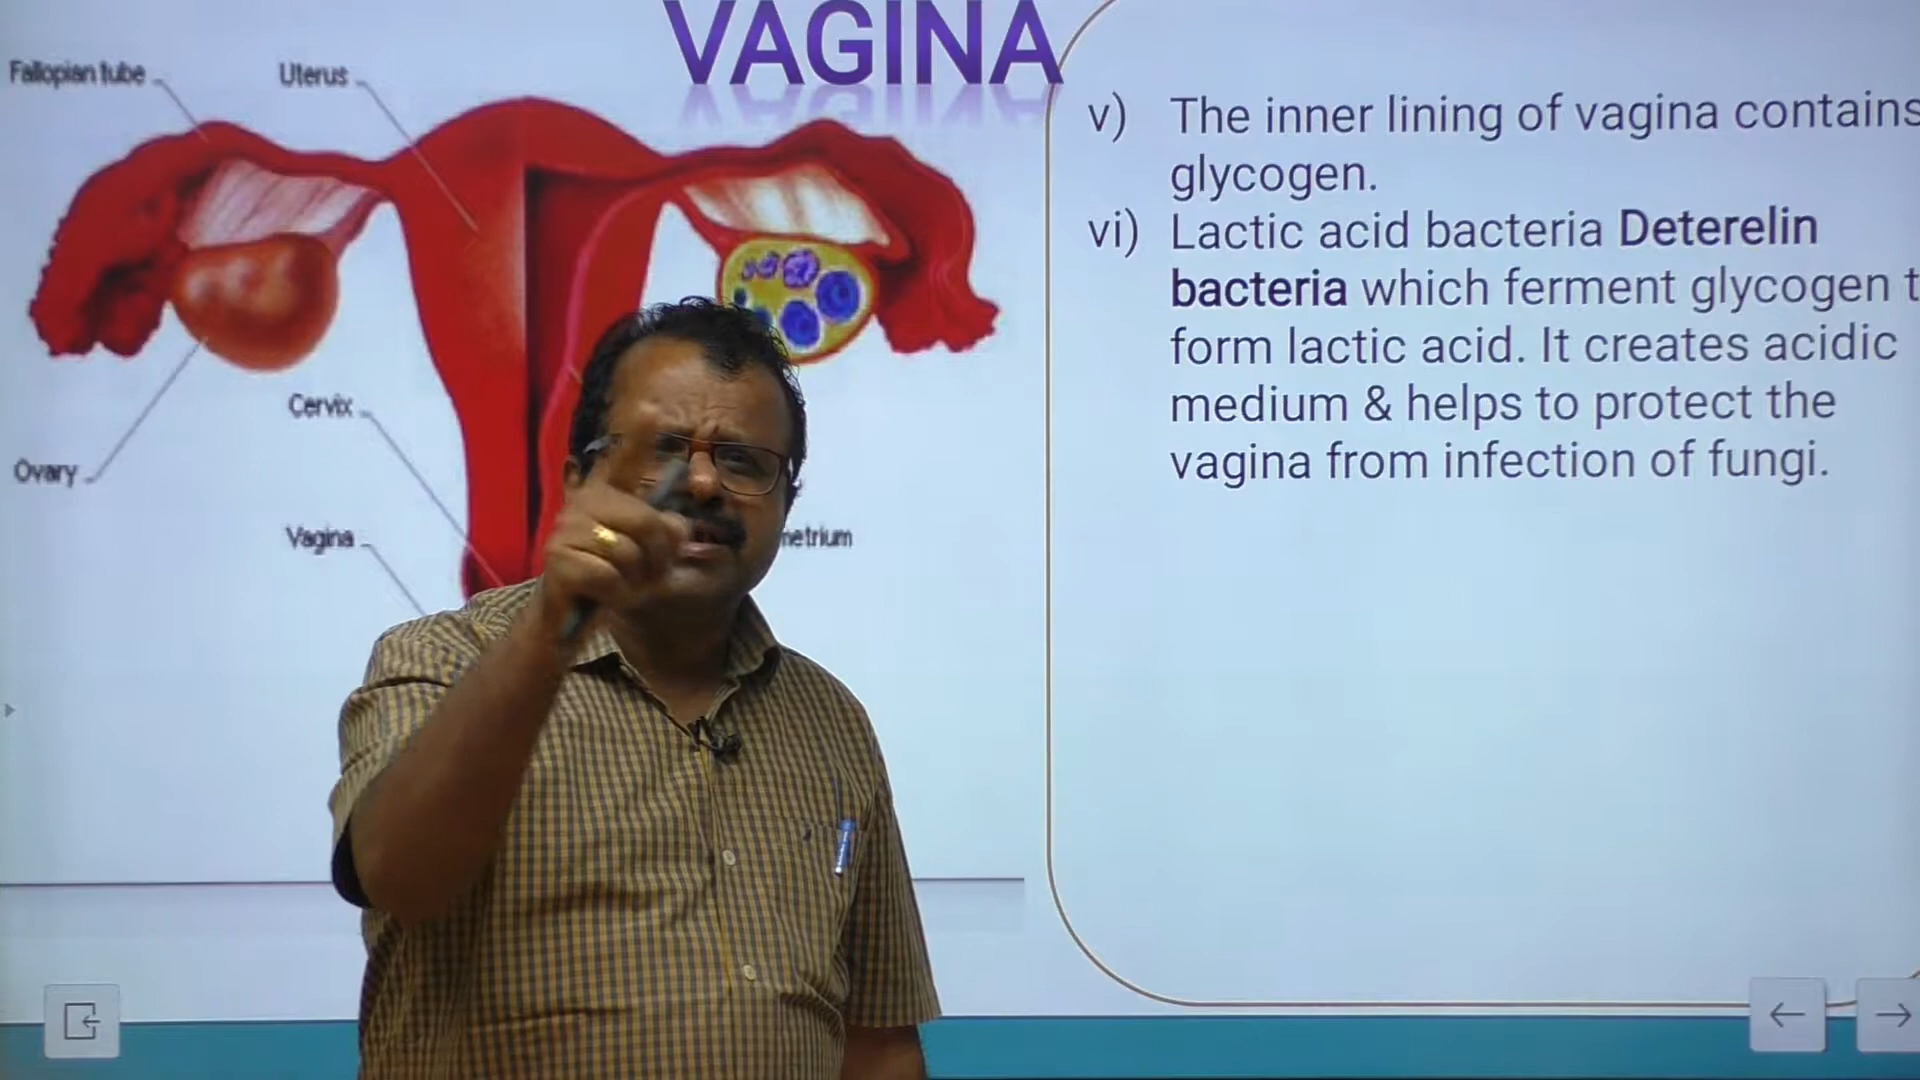 VAGINA
Fallopian tube
Uterus
Ovary
Cervix
Vagina
netrium
v) The inner lining of vagina contains
glycogen.
vi) Lactic acid bacteria Deterelin
bacteria which ferment glycogen t
form lactic acid. It creates acidic
medium & helps to protect the
vagina from infection of fungi.